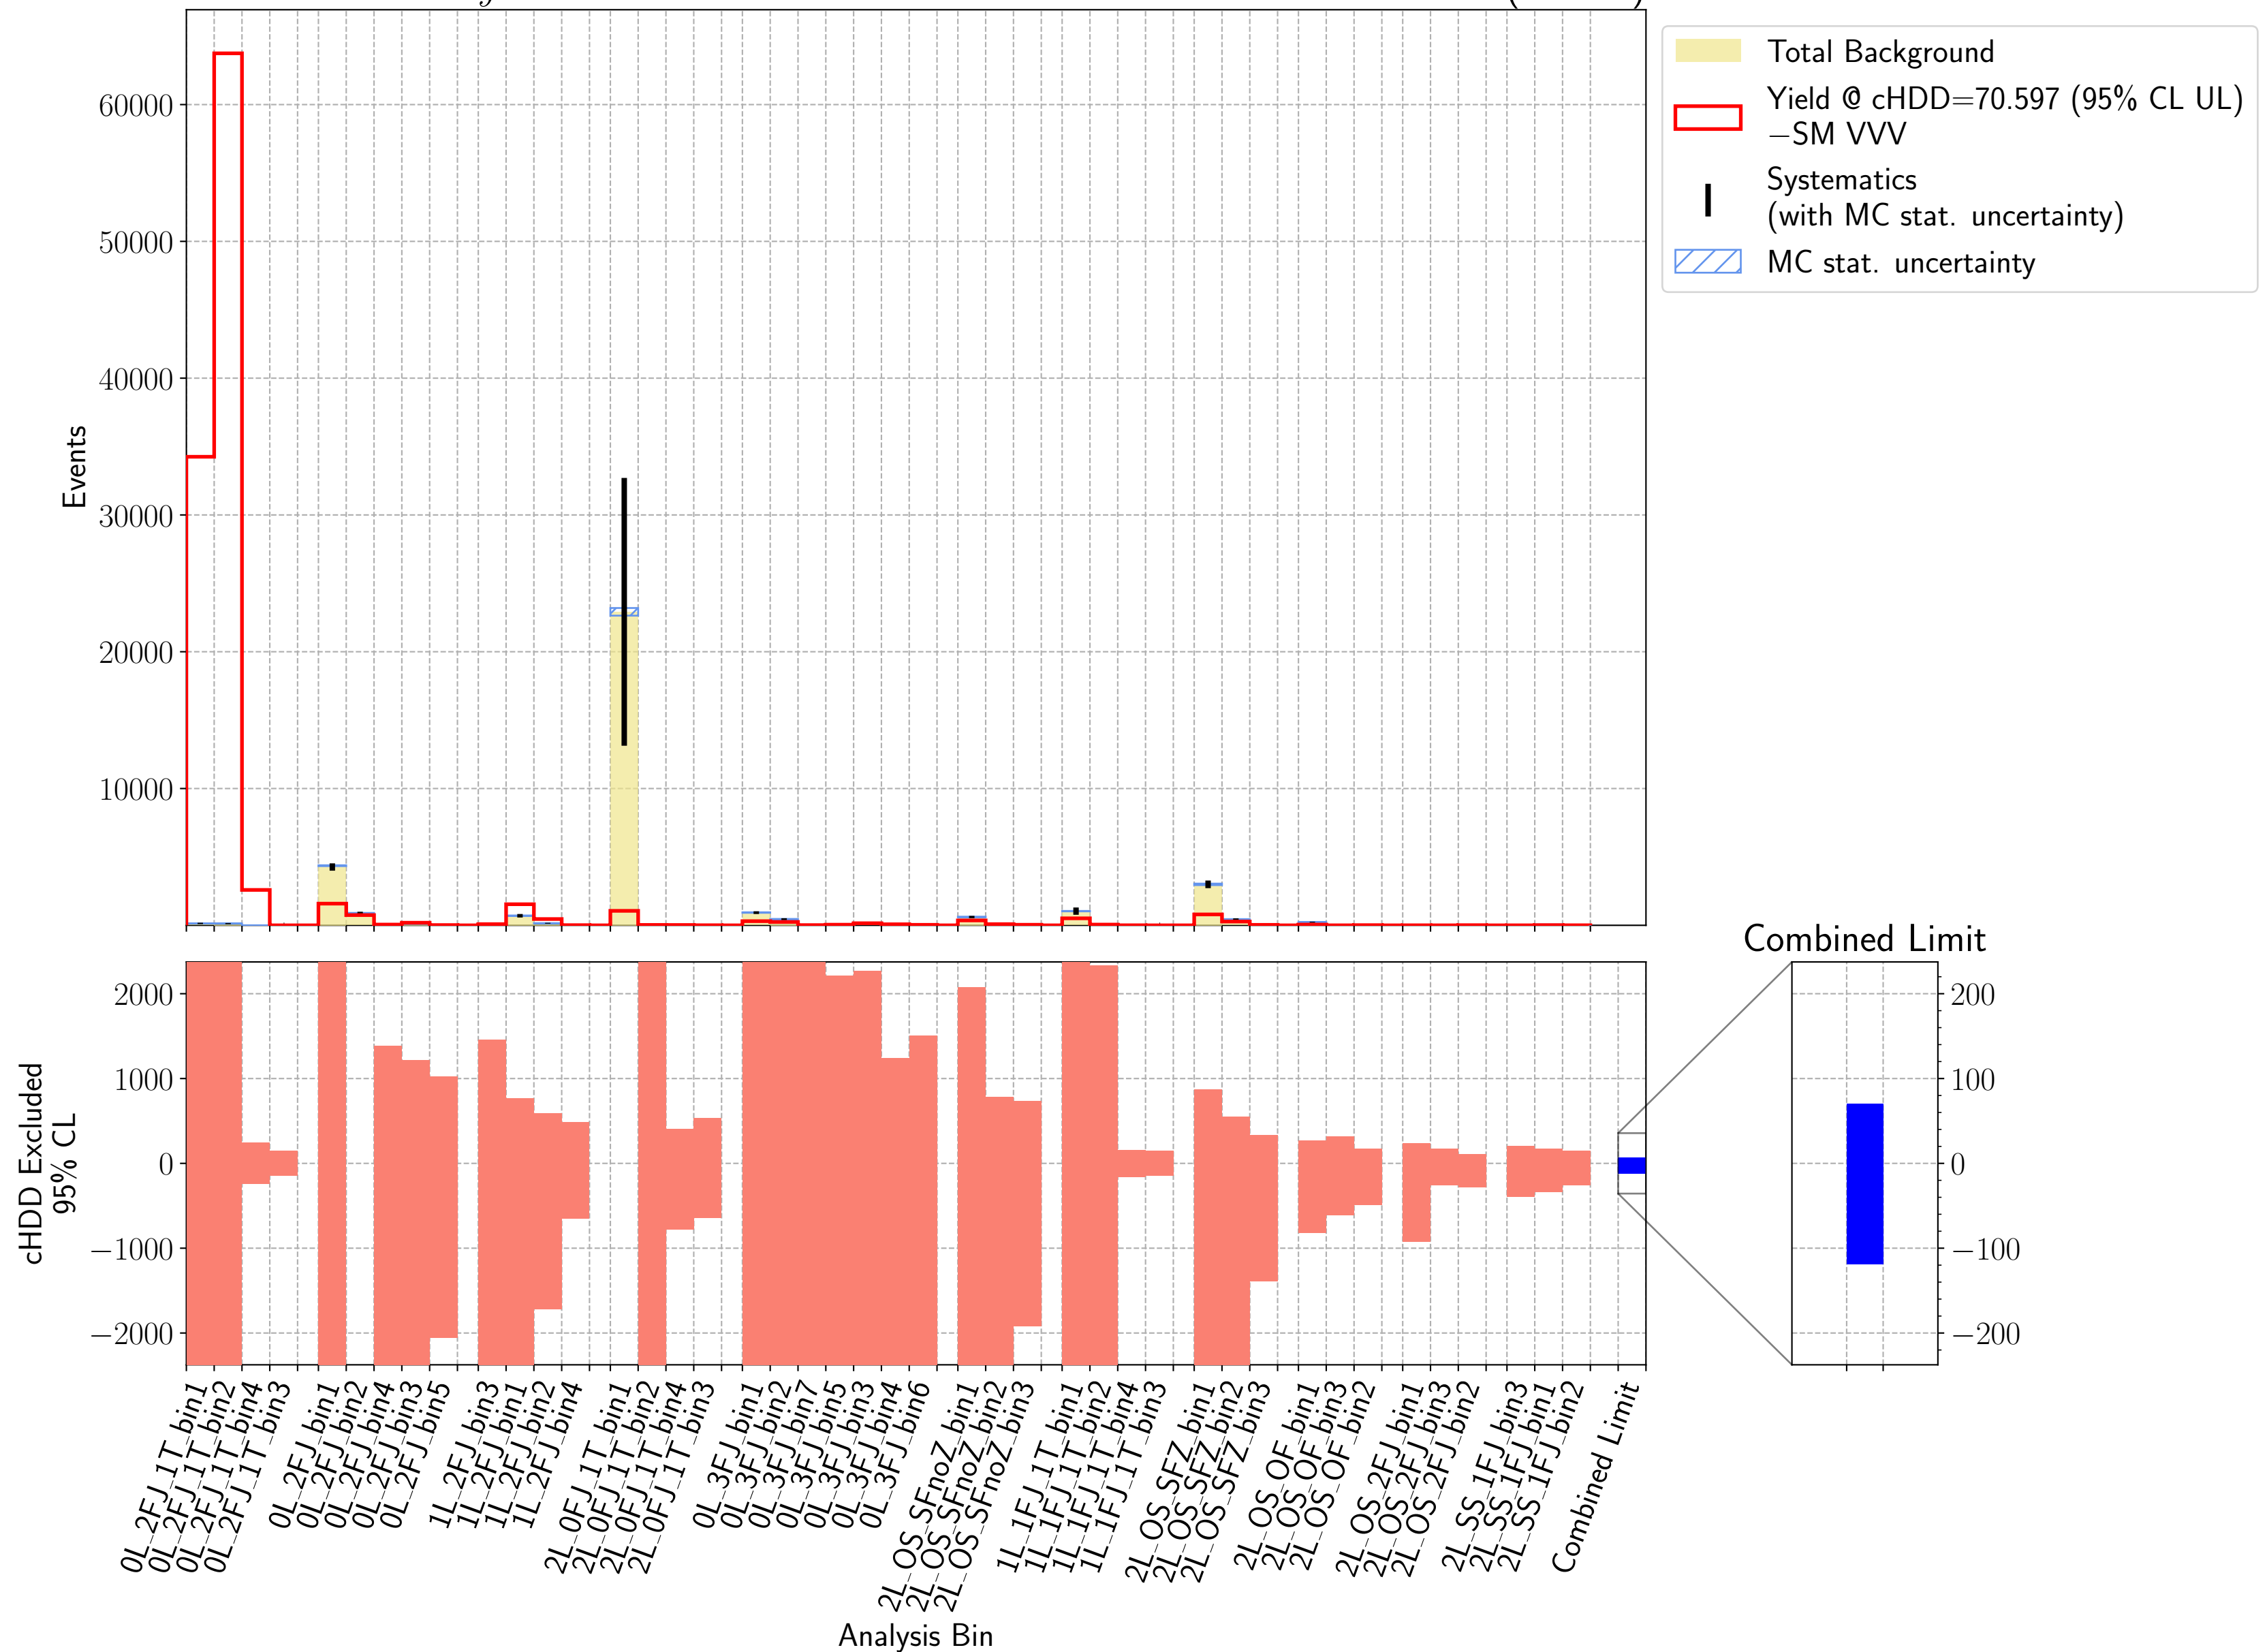 Total Background
Yield @ cHDD=70.597 (95% CL UL)
−SM VVV
Systematics
(with MC stat. uncertainty)
MC stat. uncertainty
Events
60000
50000
40000
30000
20000
10000
Combined Limit
cHDD Excluded
95% CL
2000
1000
0
−1000
−2000
200
100
0
−100
−200
0L_2FJ_1T_bin1
0L_2FJ_1T_bin2
0L_2FJ_1T_bin4
0L_2FJ_1T_bin3
0L_2FJ_bin1
0L_2FJ_bin2
0L_2FJ_bin4
0L_2FJ_bin3
0L_2FJ_bin5
1L_2FJ_bin3
1L_2FJ_bin1
1L_2FJ_bin2
1L_2FJ_bin4
2L_0FJ_1T_bin1
2L_0FJ_1T_bin2
2L_0FJ_1T_bin4
2L_0FJ_1T_bin3
0L_3FJ_bin1
0L_3FJ_bin2
0L_3FJ_bin7
0L_3FJ_bin5
0L_3FJ_bin3
0L_3FJ_bin4
0L_3FJ_bin6
2L_OS_SFnoZ_bin1
2L_OS_SFnoZ_bin2
2L_OS_SFnoZ_bin3
1L_1FJ_1T_bin1
1L_1FJ_1T_bin2
1L_1FJ_1T_bin4
1L_1FJ_1T_bin3
2L_OS_SFZ_bin1
2L_OS_SFZ_bin2
2L_OS_SFZ_bin3
2L_OS_OF_bin1
2L_OS_OF_bin3
2L_OS_OF_bin2
2L_OS_2FJ_bin1
2L_OS_2FJ_bin3
2L_OS_2FJ_bin2
2L_SS_1FJ_bin3
2L_SS_1FJ_bin1
2L_SS_1FJ_bin2
Combined Limit
Analysis Bin